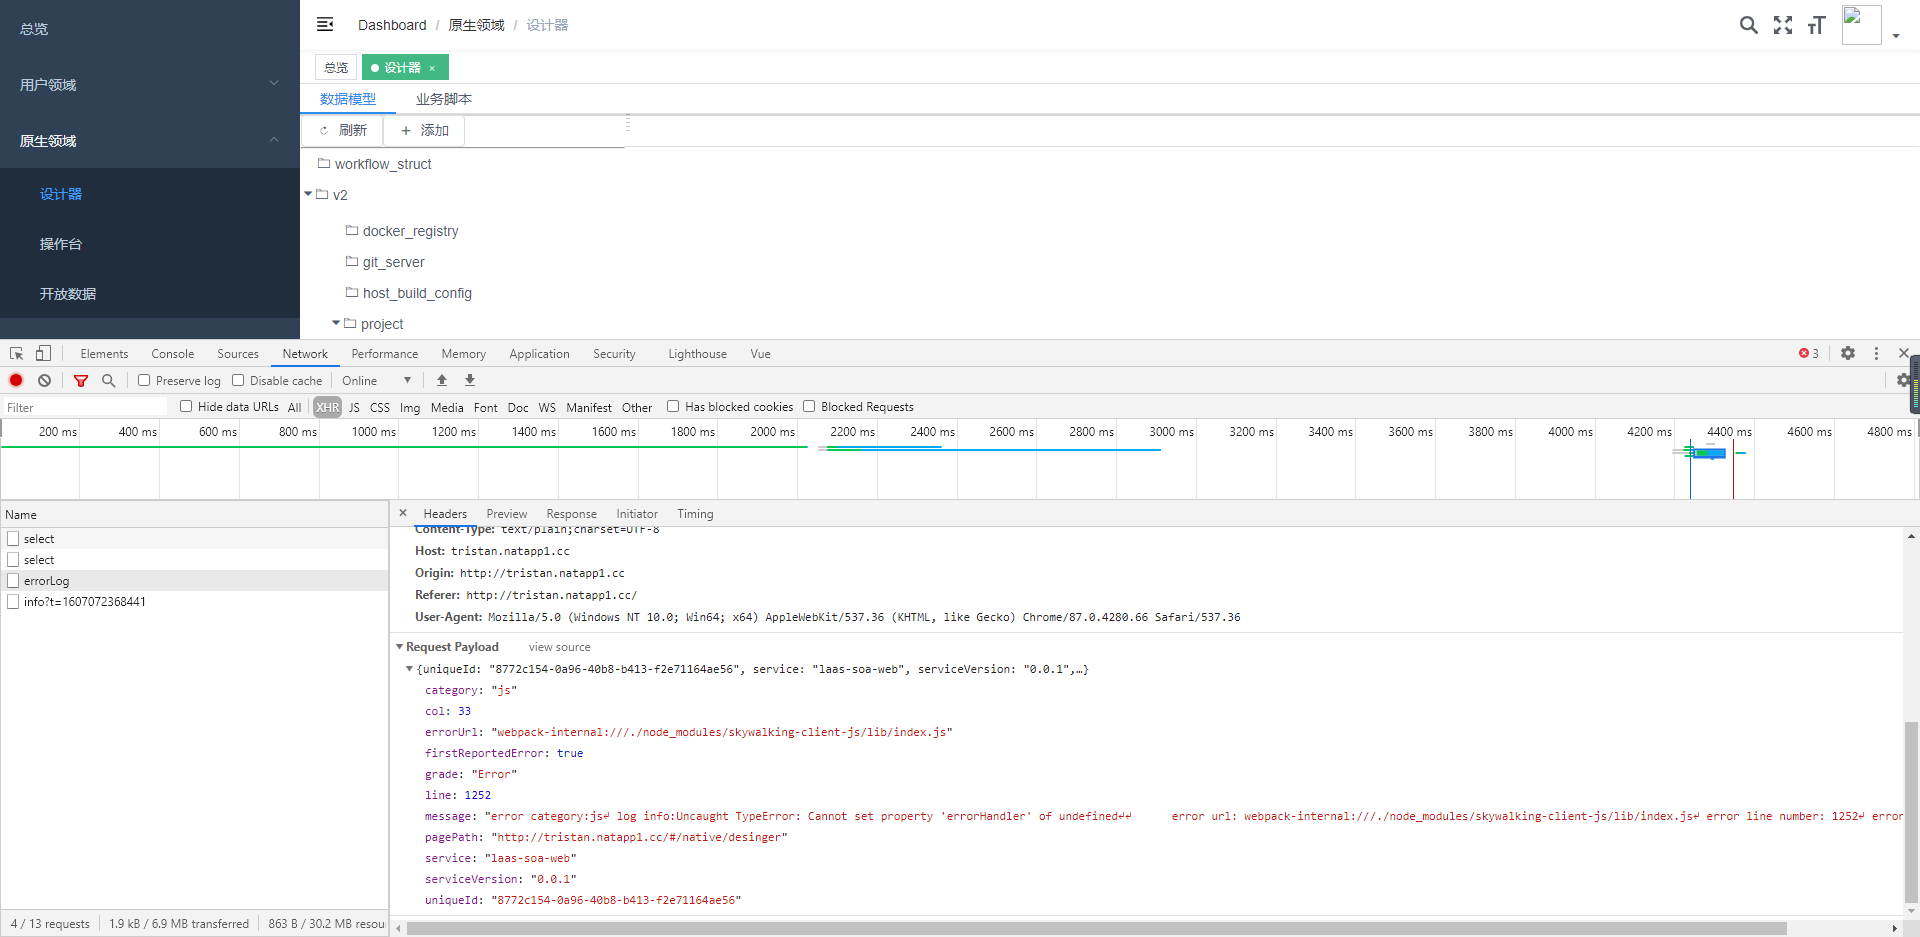 总览
用户领域
原生领域
设计器
操作台
开放数据
Dashboard / 原生领域 / 设计器
总览
设计器 ×
数据模型 业务脚本
刷新 + 添加
workflow_struct
v2
docker_registry
git_server
host_build_config
project
Elements Console Sources Network Performance Memory Application Security Lighthouse Vue 3
Preserve log Disable cache Online
Filter Hide data URLs All XHR JS CSS Img Media Font Doc WS Manifest Other Has blocked cookies Blocked Requests
200 ms 400 ms 600 ms 800 ms 1000 ms 1200 ms 1400 ms 1600 ms 1800 ms 2000 ms 2200 ms 2400 ms 2600 ms 2800 ms 3000 ms 3200 ms 3400 ms 3600 ms 3800 ms 4000 ms 4200 ms 4400 ms 4600 ms 4800 ms
Name
select
select
errorLog
info?t=1607072368441
4 / 13 requests 1.9 kB / 6.9 MB transferred 863 B / 30.2 MB resou
× Headers Preview Response Initiator Timing
Content-Type: text/plain;charset=UTF-8
Host: tristan.natapp1.cc
Origin: http://tristan.natapp1.cc
Referer: http://tristan.natapp1.cc/
User-Agent: Mozilla/5.0 (Windows NT 10.0; Win64; x64) AppleWebKit/537.36 (KHTML, like Gecko) Chrome/87.0.4280.66 Safari/537.36
Request Payload view source
{uniqueId: "8772c154-0a96-40b8-b413-f2e71164ae56", service: "laas-soa-web", serviceVersion: "0.0.1",…}
category: "js"
col: 33
errorUrl: "webpack-internal:///./node_modules/skywalking-client-js/lib/index.js"
firstReportedError: true
grade: "Error"
line: 1252
message: "error category:js↵ log info:Uncaught TypeError: Cannot set property 'errorHandler' of undefined↵↵ error url: webpack-internal:///./node_modules/skywalking-client-js/lib/index.js↵ error line number: 1252↵ error
pagePath: "http://tristan.natapp1.cc/#/native/desinger"
service: "laas-soa-web"
serviceVersion: "0.0.1"
uniqueId: "8772c154-0a96-40b8-b413-f2e71164ae56"